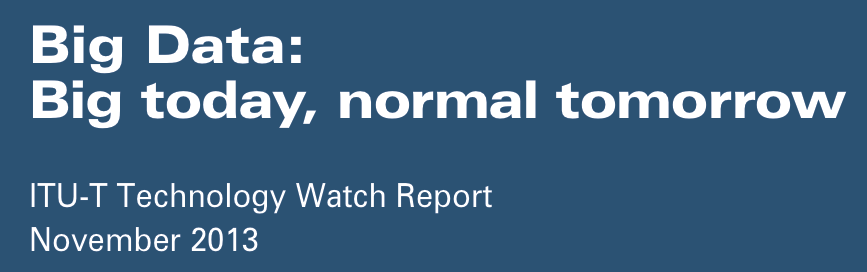 Big Data:
Big today, normal tomorrow
ITU-T Technology Watch Report
November 2013